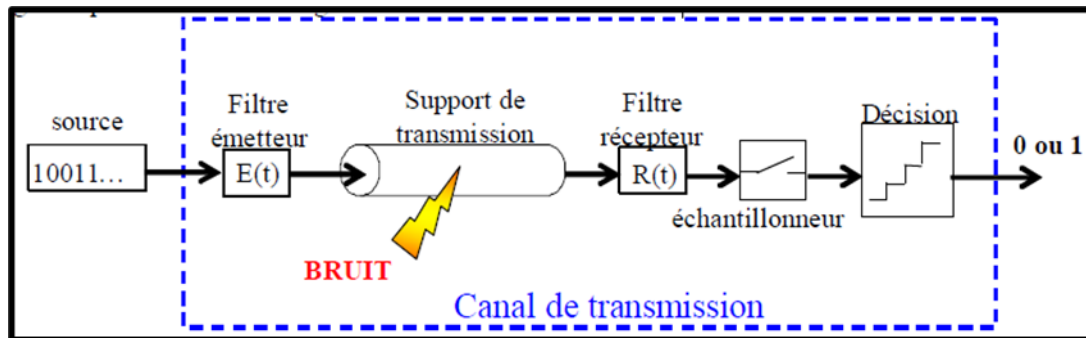 source
10011...
Filtre
émetteur
E(t)
Support de
transmission
BRUIT
Filtre
récepteur
R(t)
échantillonneur
Décision
0 ou 1
Canal de transmission